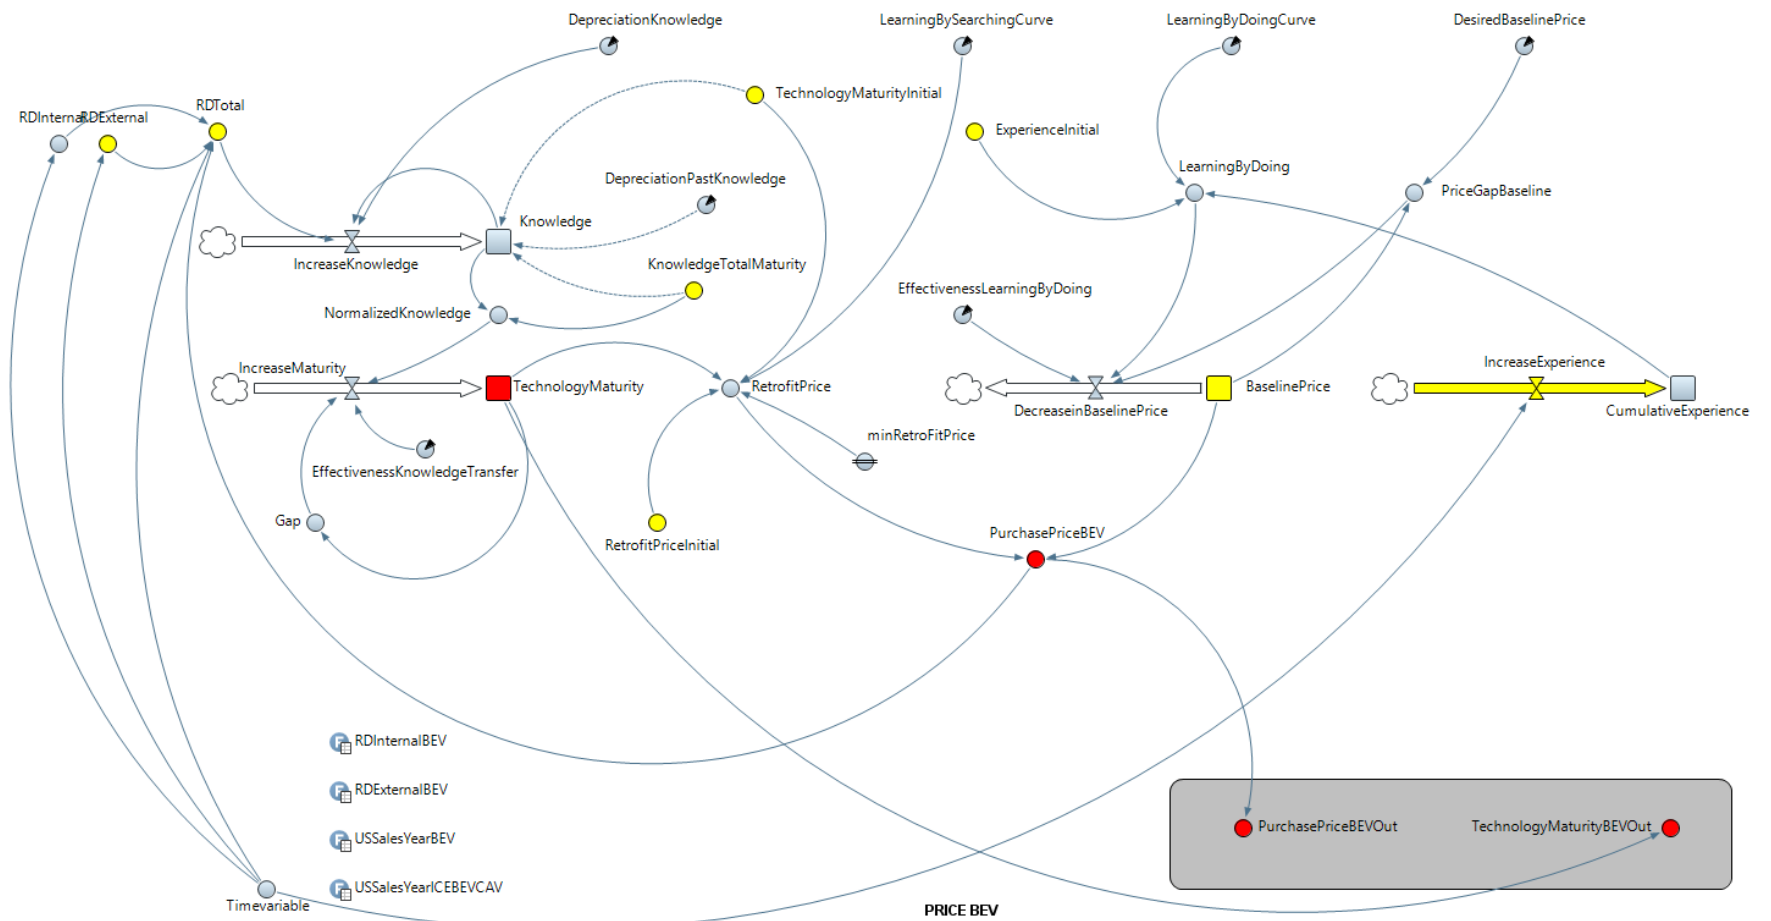 DepreciationKnowledge
LearningBySearchingCurve
LearningByDoingCurve
DesiredBaselinePrice
TechnologyMaturityInitial
RDTotal
RDInternal
RDExternal
ExperienceInitial
LearningByDoing
DepreciationPastKnowledge
PriceGapBaseline
Knowledge
IncreaseKnowledge
KnowledgeTotalMaturity
EffectivenessLearningByDoing
NormalizedKnowledge
IncreaseMaturity
IncreaseExperience
TechnologyMaturity
RetrofitPrice
BaselinePrice
DecreaseinBaselinePrice
CumulativeExperience
minRetroFitPrice
EffectivenessKnowledgeTransfer
Gap
RetrofitPriceInitial
PurchasePriceBEV
RDInternalBEV
RDExternalBEV
PurchasePriceBEVOut
TechnologyMaturityBEVOut
USSalesYearBEV
USSalesYearICEBEVCAV
Timevariable
PRICE BEV